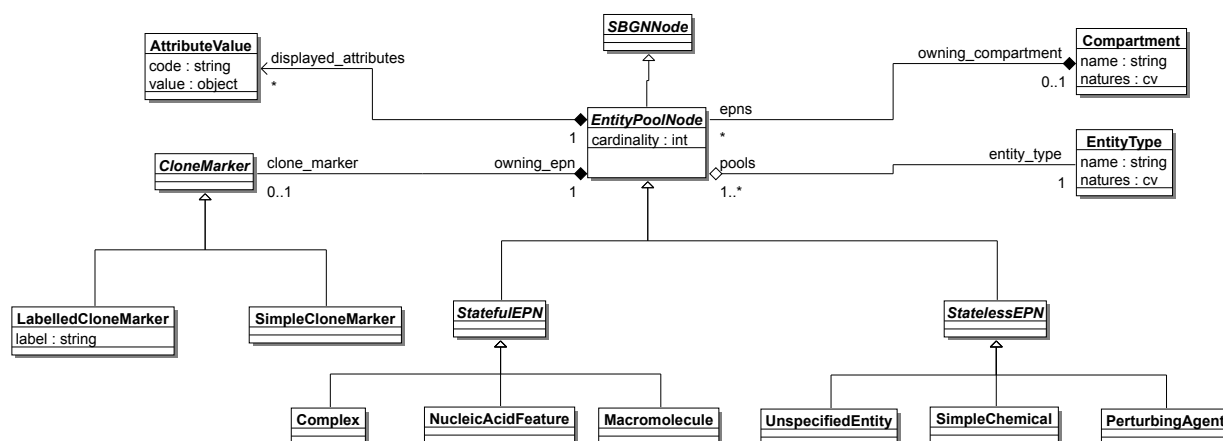 SBGNNode
AttributeValue
code : string
value : object
displayed_attributes
*
1
EntityPoolNode
cardinality : int
epns
*
owning_compartment
0..1
Compartment
name : string
natures : cv
CloneMarker
clone_marker
0..1
owning_epn
1
pools
1..*
entity_type
1
EntityType
name : string
natures : cv
LabelledCloneMarker
label : string
SimpleCloneMarker
StatefulEPN
StatelessEPN
Complex
NucleicAcidFeature
Macromolecule
UnspecifiedEntity
SimpleChemical
PerturbingAgent